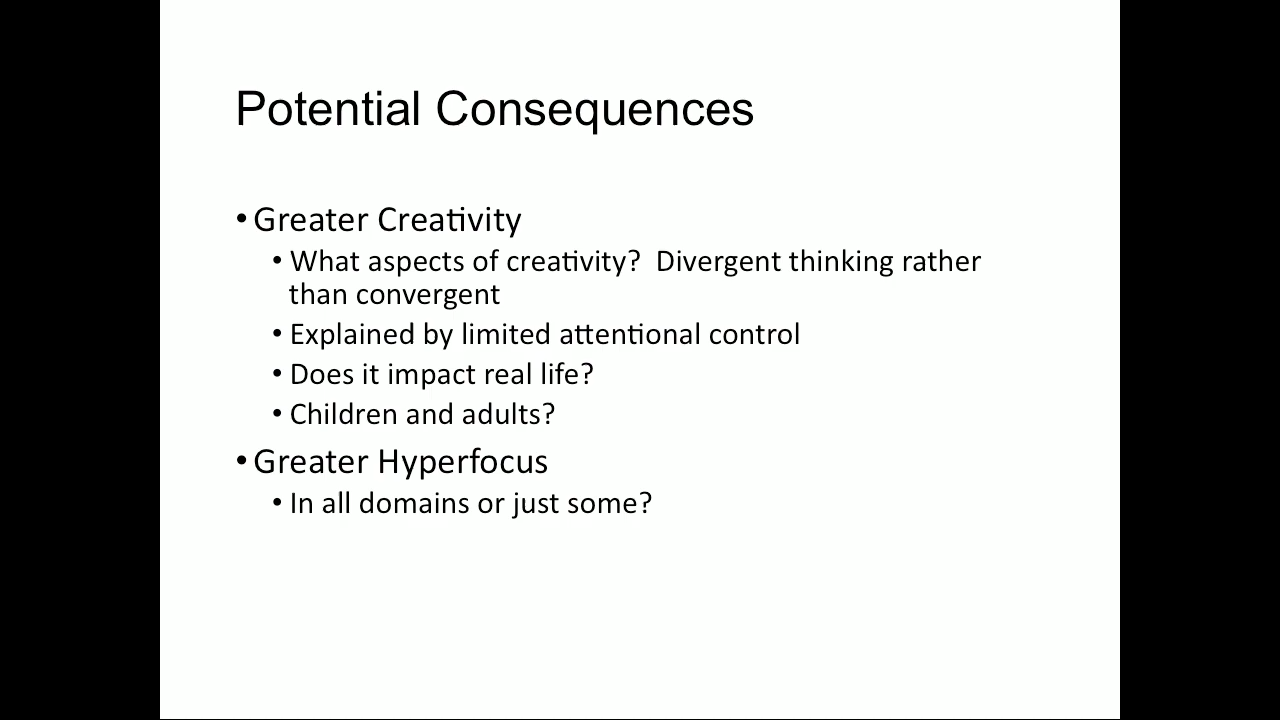 Potential Consequences
• Greater Creativity
• What aspects of creativity?  Divergent thinking rather
than convergent
• Explained by limited attentional control
• Does it impact real life?
• Children and adults?
• Greater Hyperfocus
• In all domains or just some?